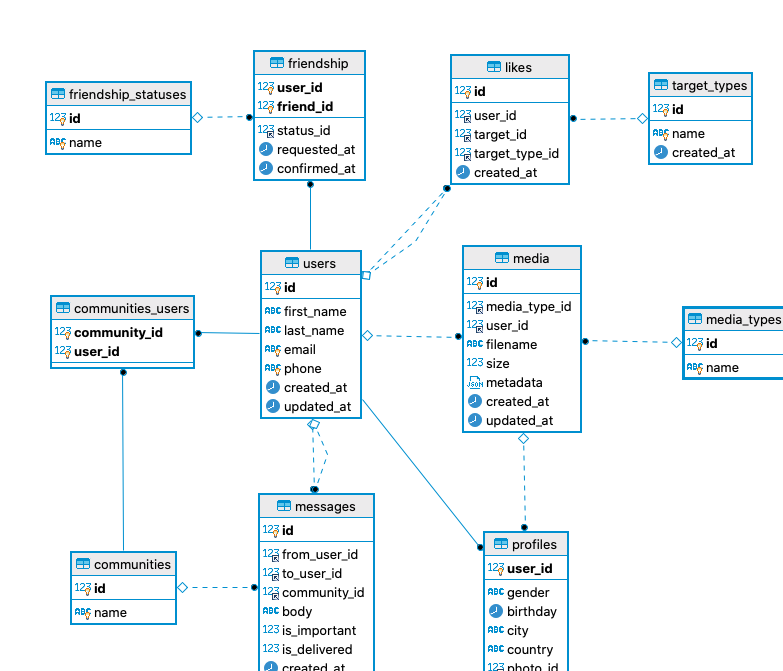 friendship_statuses
123 id
ABC name
friendship
123 user_id
123 friend_id
123 status_id
requested_at
confirmed_at
likes
123 id
123 user_id
123 target_id
123 target_type_id
created_at
target_types
123 id
ABC name
created_at
users
123 id
ABC first_name
ABC last_name
ABC email
ABC phone
created_at
updated_at
media
123 id
123 media_type_id
123 user_id
ABC filename
123 size
JSON metadata
created_at
updated_at
communities_users
123 community_id
123 user_id
media_types
123 id
ABC name
messages
123 id
123 from_user_id
123 to_user_id
123 community_id
ABC body
123 is_important
123 is_delivered
created_at
communities
123 id
ABC name
profiles
123 user_id
ABC gender
birthday
ABC city
ABC country
123 photo_id